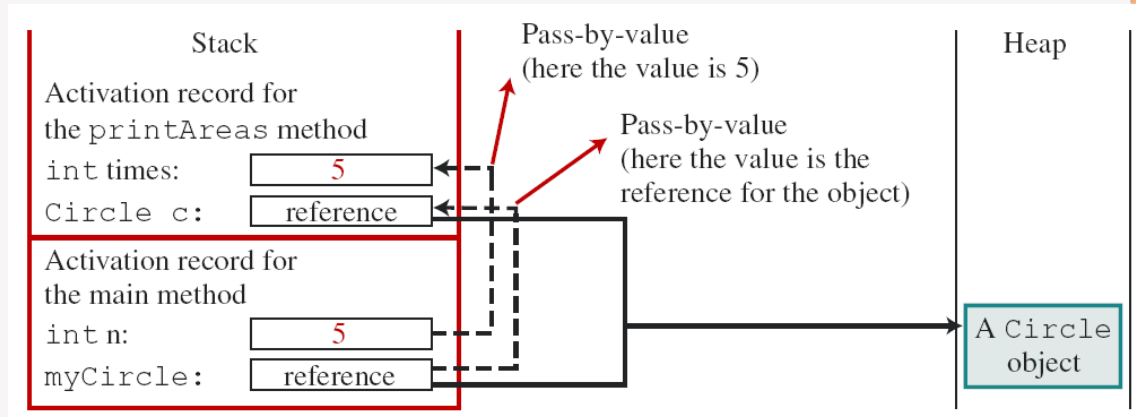 Stack
Activation record for
the printAreas method
int times:
5
Circle c:
reference
Activation record for
the main method
int n:
5
myCircle:
reference
Pass-by-value
(here the value is 5)
Pass-by-value
(here the value is the
reference for the object)
Heap
A Circle
object